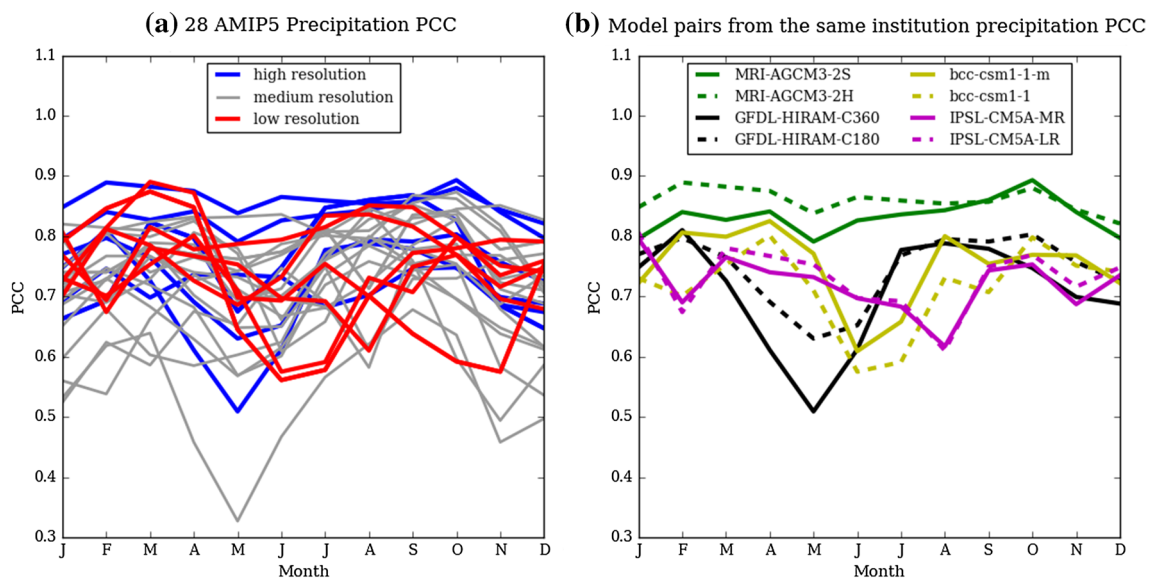 (a) 28 AMIP5 Precipitation PCC
high resolution
medium resolution
low resolution
PCC
1.1
1.0
0.9
0.8
0.7
0.6
0.5
0.4
0.3
J F M A M J J A S O N D
Month
(b) Model pairs from the same institution precipitation PCC
MRI-AGCM3-2S
MRI-AGCM3-2H
GFDL-HIRAM-C360
GFDL-HIRAM-C180
bcc-csm1-1-m
bcc-csm1-1
IPSL-CM5A-MR
IPSL-CM5A-LR
PCC
1.1
1.0
0.9
0.8
0.7
0.6
0.5
0.4
0.3
J F M A M J J A S O N D
Month